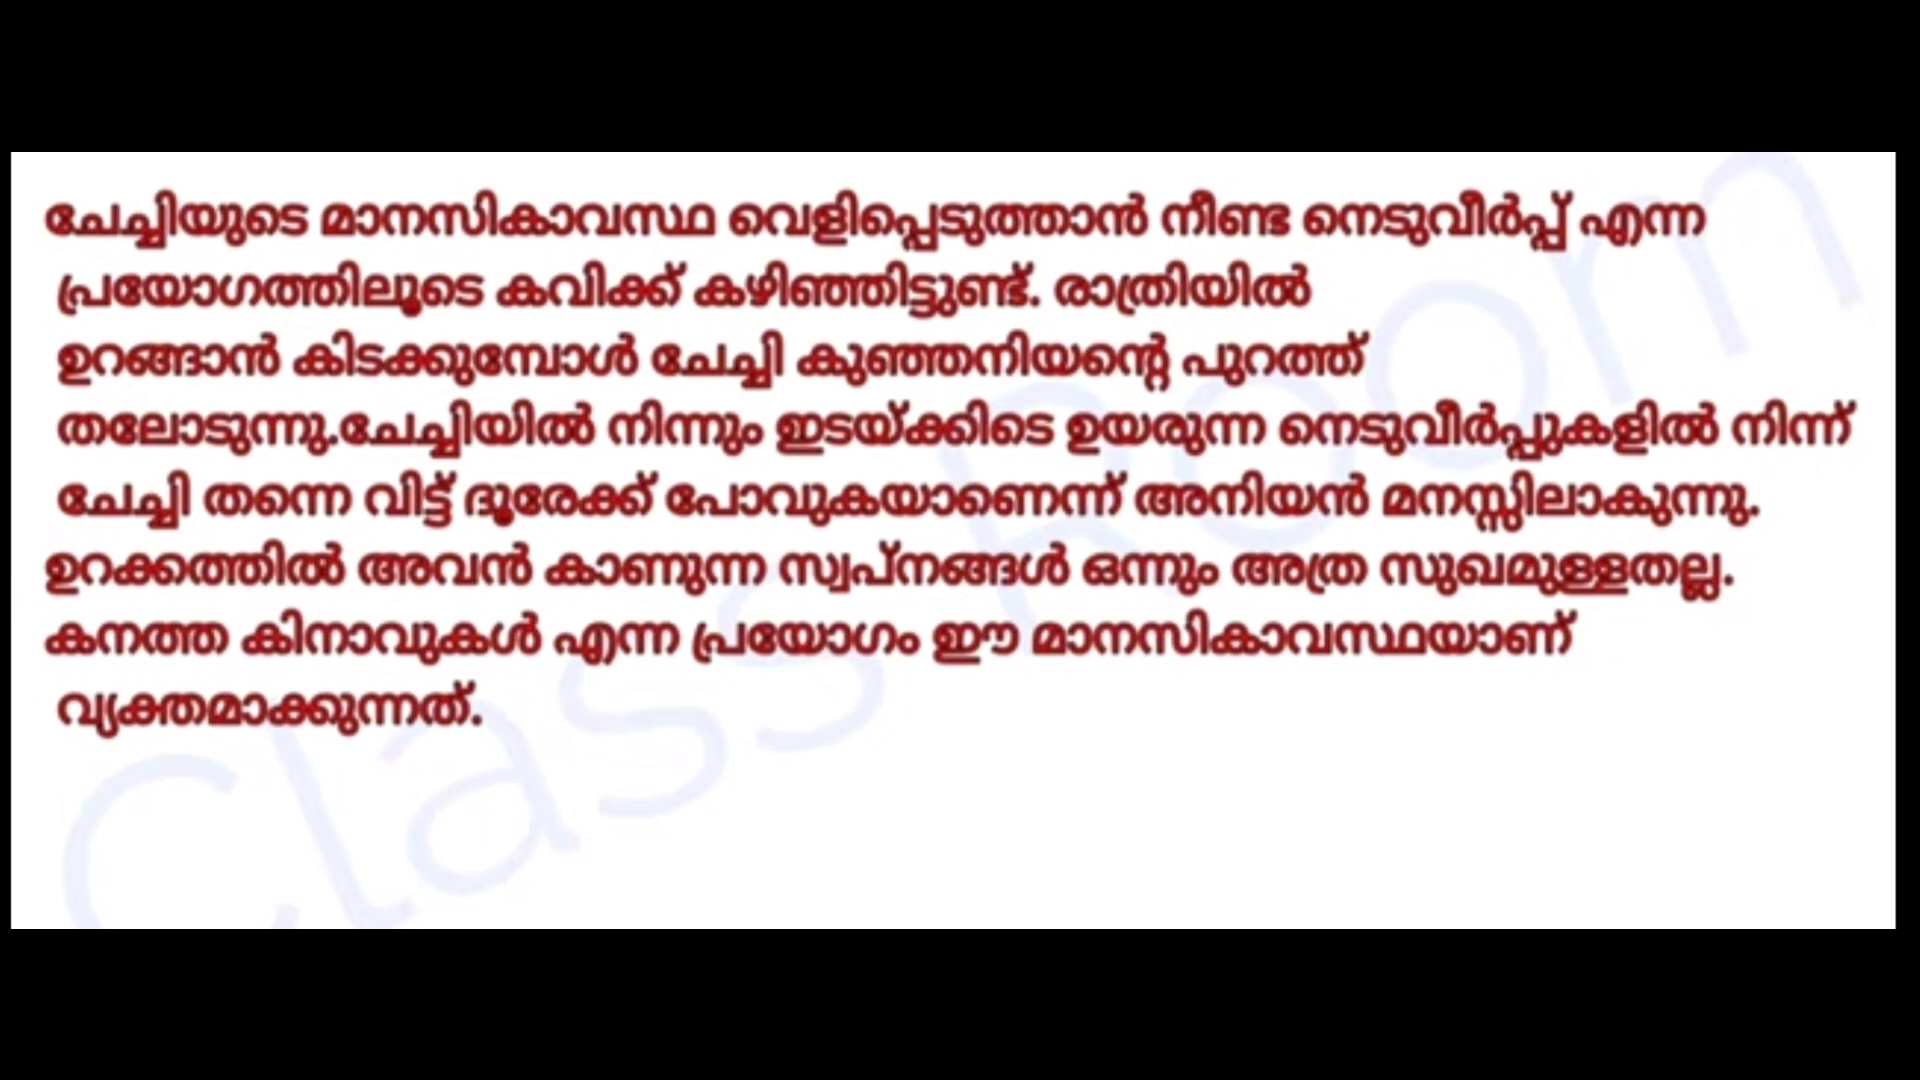 ചേച്ചിയുടെ മാനസികാവസ്ഥ വെളിപ്പെടുത്താൻ നീണ്ട നെടുവീർപ്പ് എന്ന
പ്രയോഗത്തിലൂടെ കവിക്ക് കഴിഞ്ഞിട്ടുണ്ട്. രാത്രിയിൽ
ഉറങ്ങാൻ കിടക്കുമ്പോൾ ചേച്ചി കുഞ്ഞനിയന്റെ പുറത്ത്
തലോടുന്നു.ചേച്ചിയിൽ നിന്നും ഇടയ്ക്കിടെ ഉയരുന്ന നെടുവീർപ്പുകളിൽ നിന്ന്
ചേച്ചി തന്നെ വിട്ട് ദൂരേക്ക് പോവുകയാണെന്ന് അനിയൻ മനസ്സിലാകുന്നു.
ഉറക്കത്തിൽ അവൻ കാണുന്ന സ്വപ്നങ്ങൾ ഒന്നും അത്ര സുഖമുള്ളതല്ല.
കനത്ത കിനാവുകൾ എന്ന പ്രയോഗം ഈ മാനസികാവസ്ഥയാണ്
വ്യക്തമാക്കുന്നത്.
Class Room